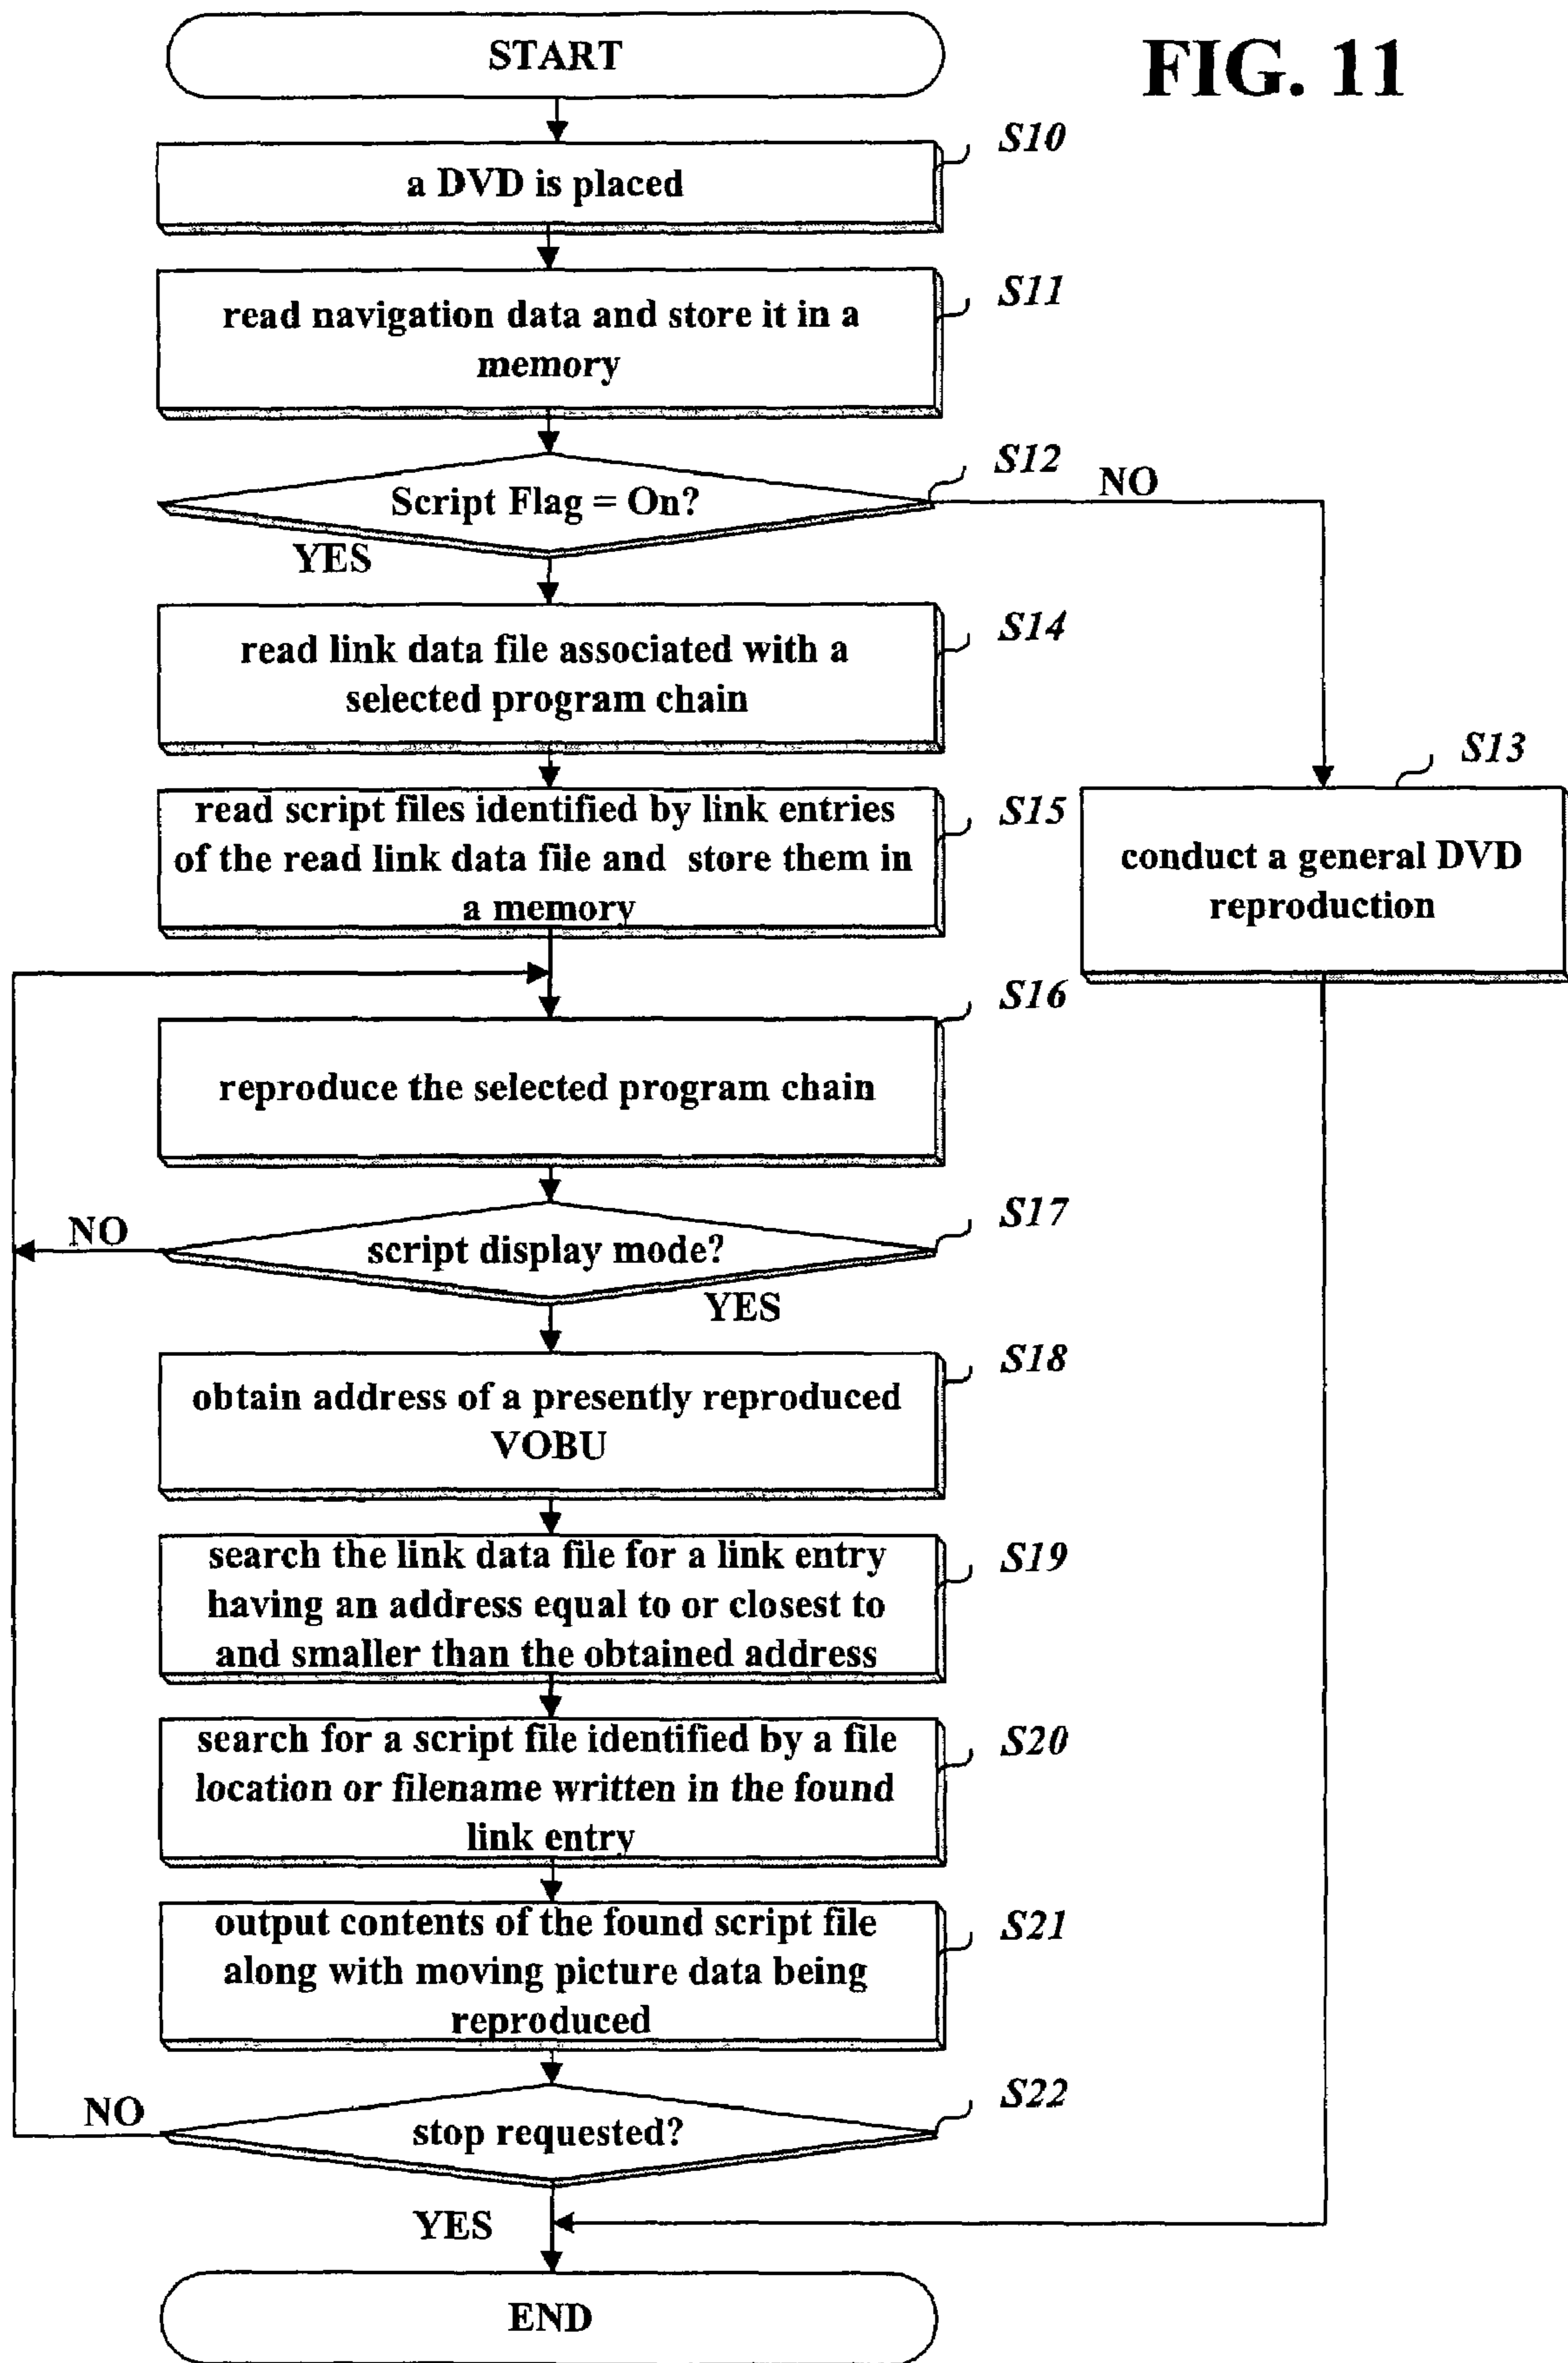 FIG. 11
START
S10
a DVD is placed
S11
read navigation data and store it in a
memory
S12
Script Flag = On?
NO
YES
S14
read link data file associated with a
selected program chain
S13
conduct a general DVD
reproduction
S15
read script files identified by link entries
of the read link data file and store them in
a memory
S16
reproduce the selected program chain
S17
script display mode?
NO
YES
S18
obtain address of a presently reproduced
VOBU
S19
search the link data file for a link entry
having an address equal to or closest to
and smaller than the obtained address
S20
search for a script file identified by a file
location or filename written in the found
link entry
S21
output contents of the found script file
along with moving picture data being
reproduced
S22
stop requested?
NO
YES
END